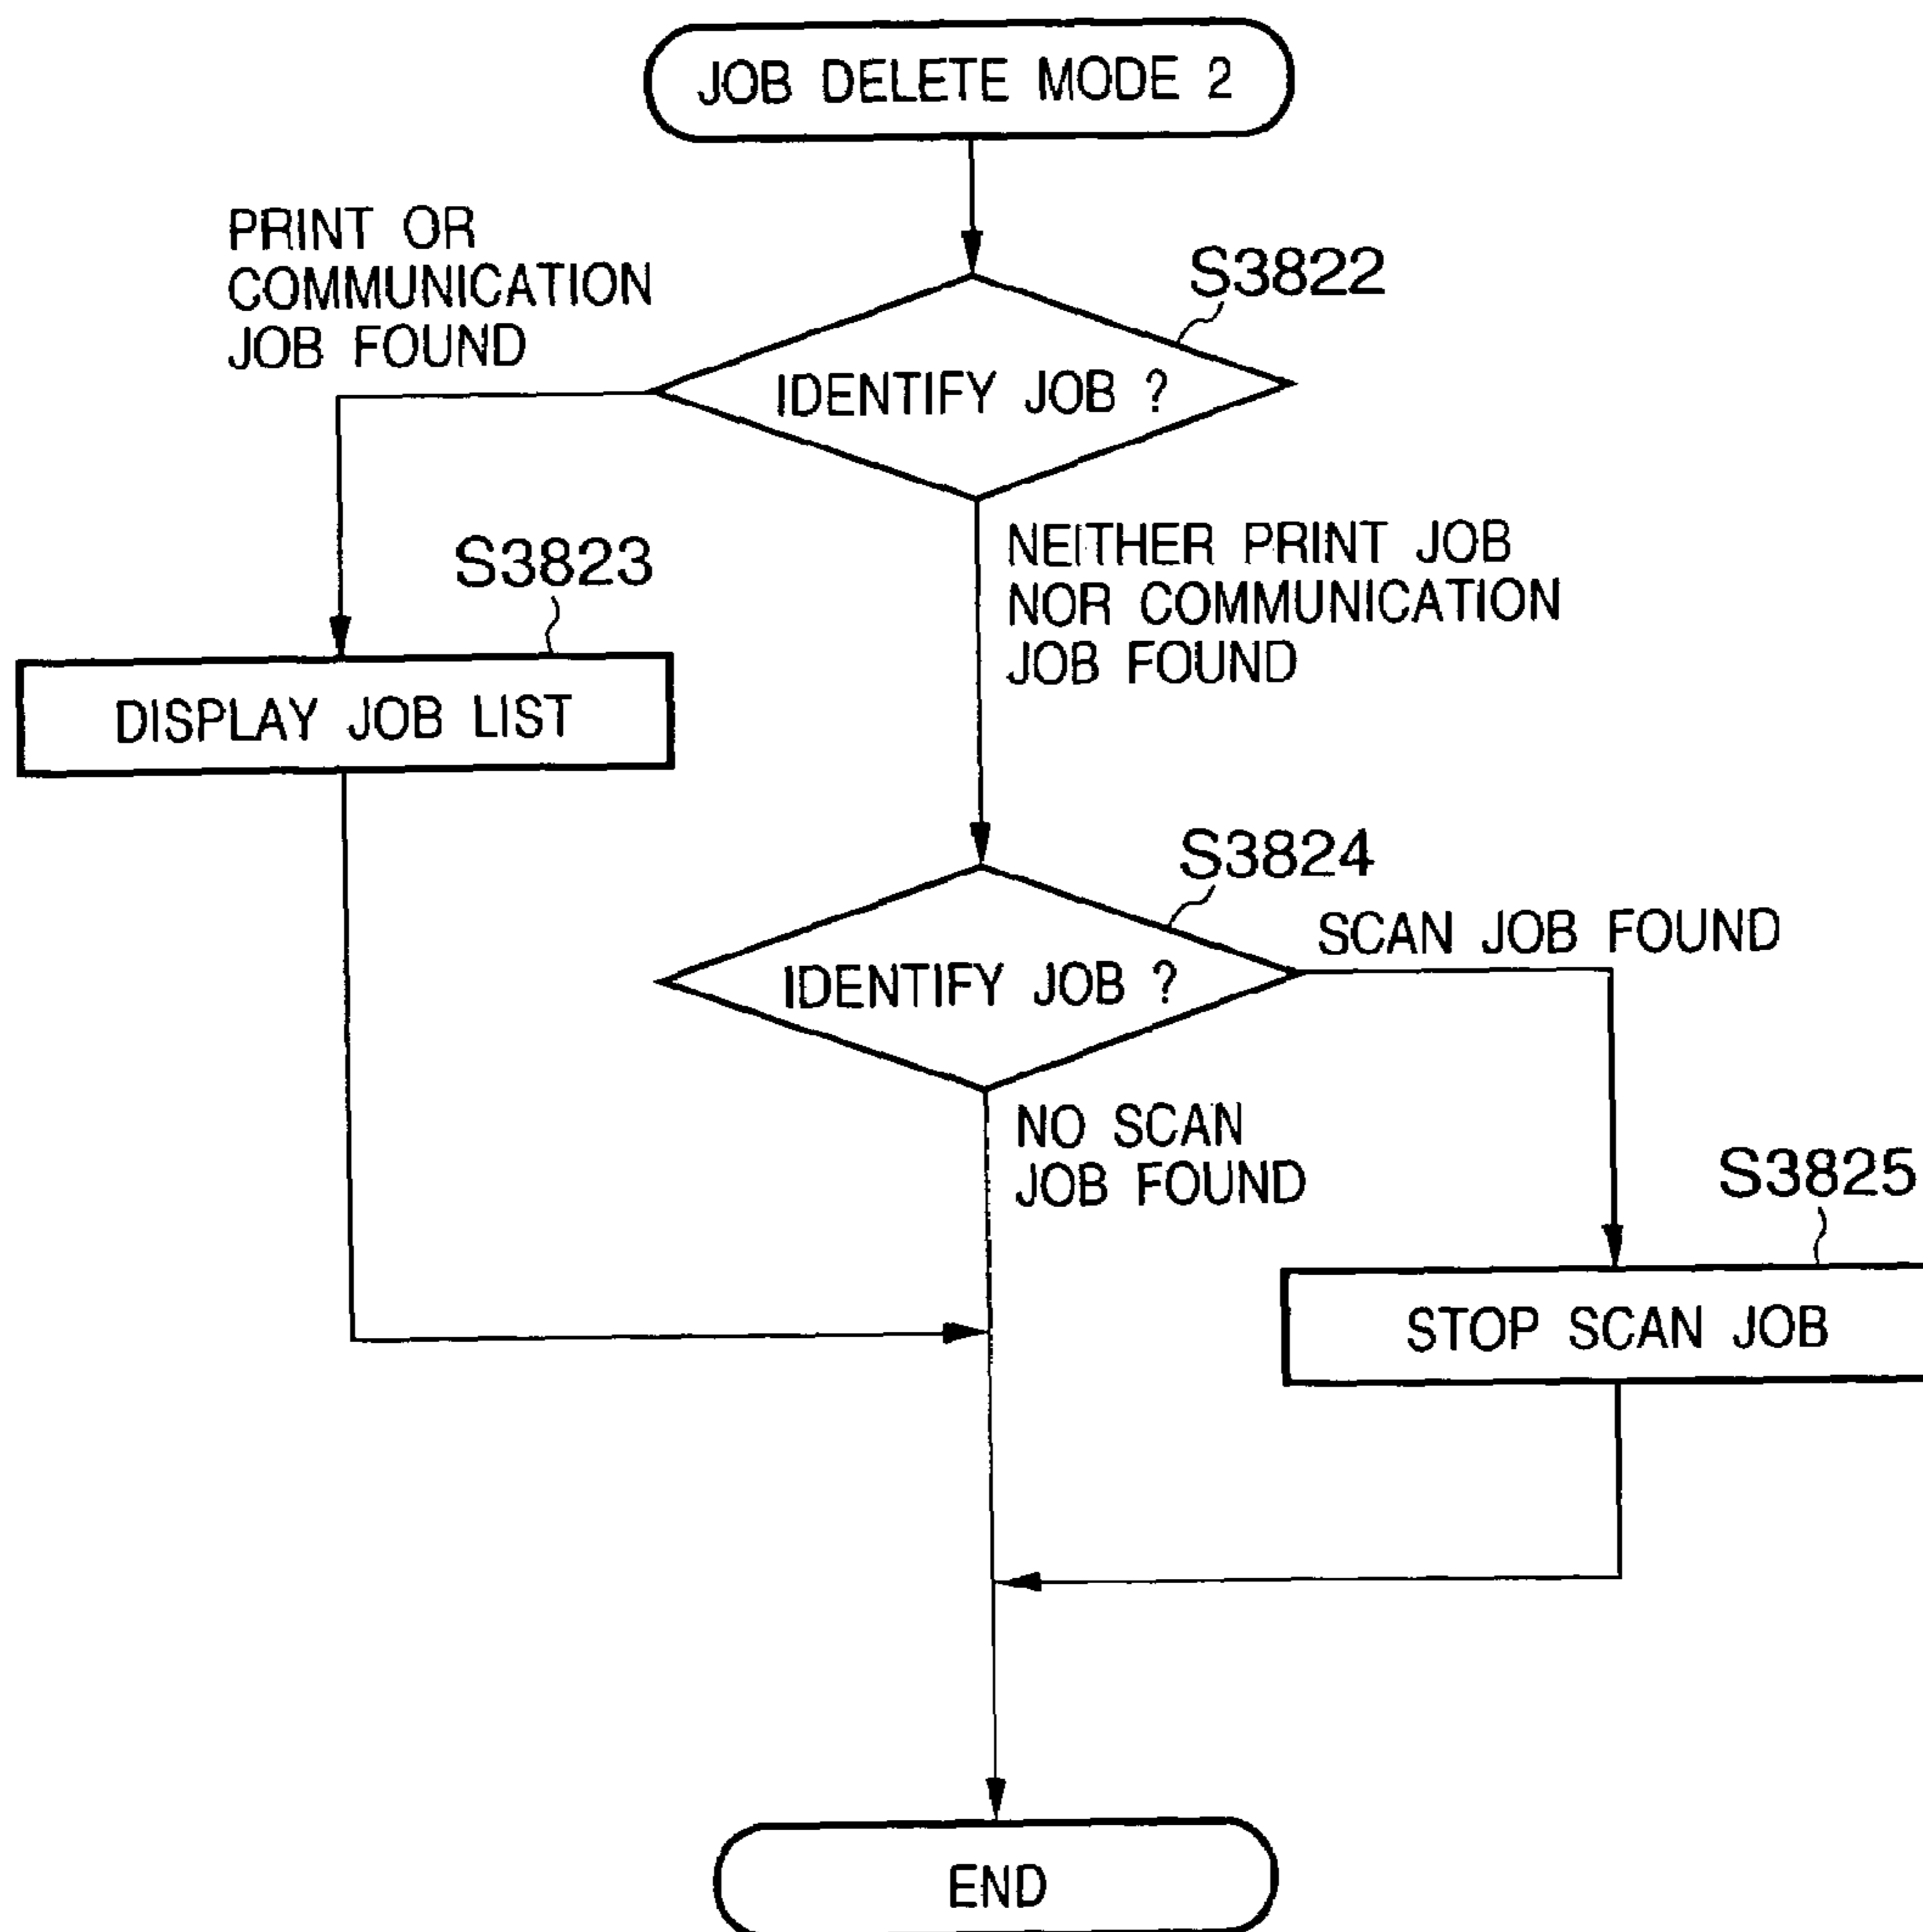 JOB DELETE MODE 2
PRINT OR
COMMUNICATION
JOB FOUND
S3822
IDENTIFY JOB ?
NEITHER PRINT JOB
NOR COMMUNICATION
JOB FOUND
S3823
DISPLAY JOB LIST
S3824
SCAN JOB FOUND
IDENTIFY JOB ?
NO SCAN
JOB FOUND
S3825
STOP SCAN JOB
END